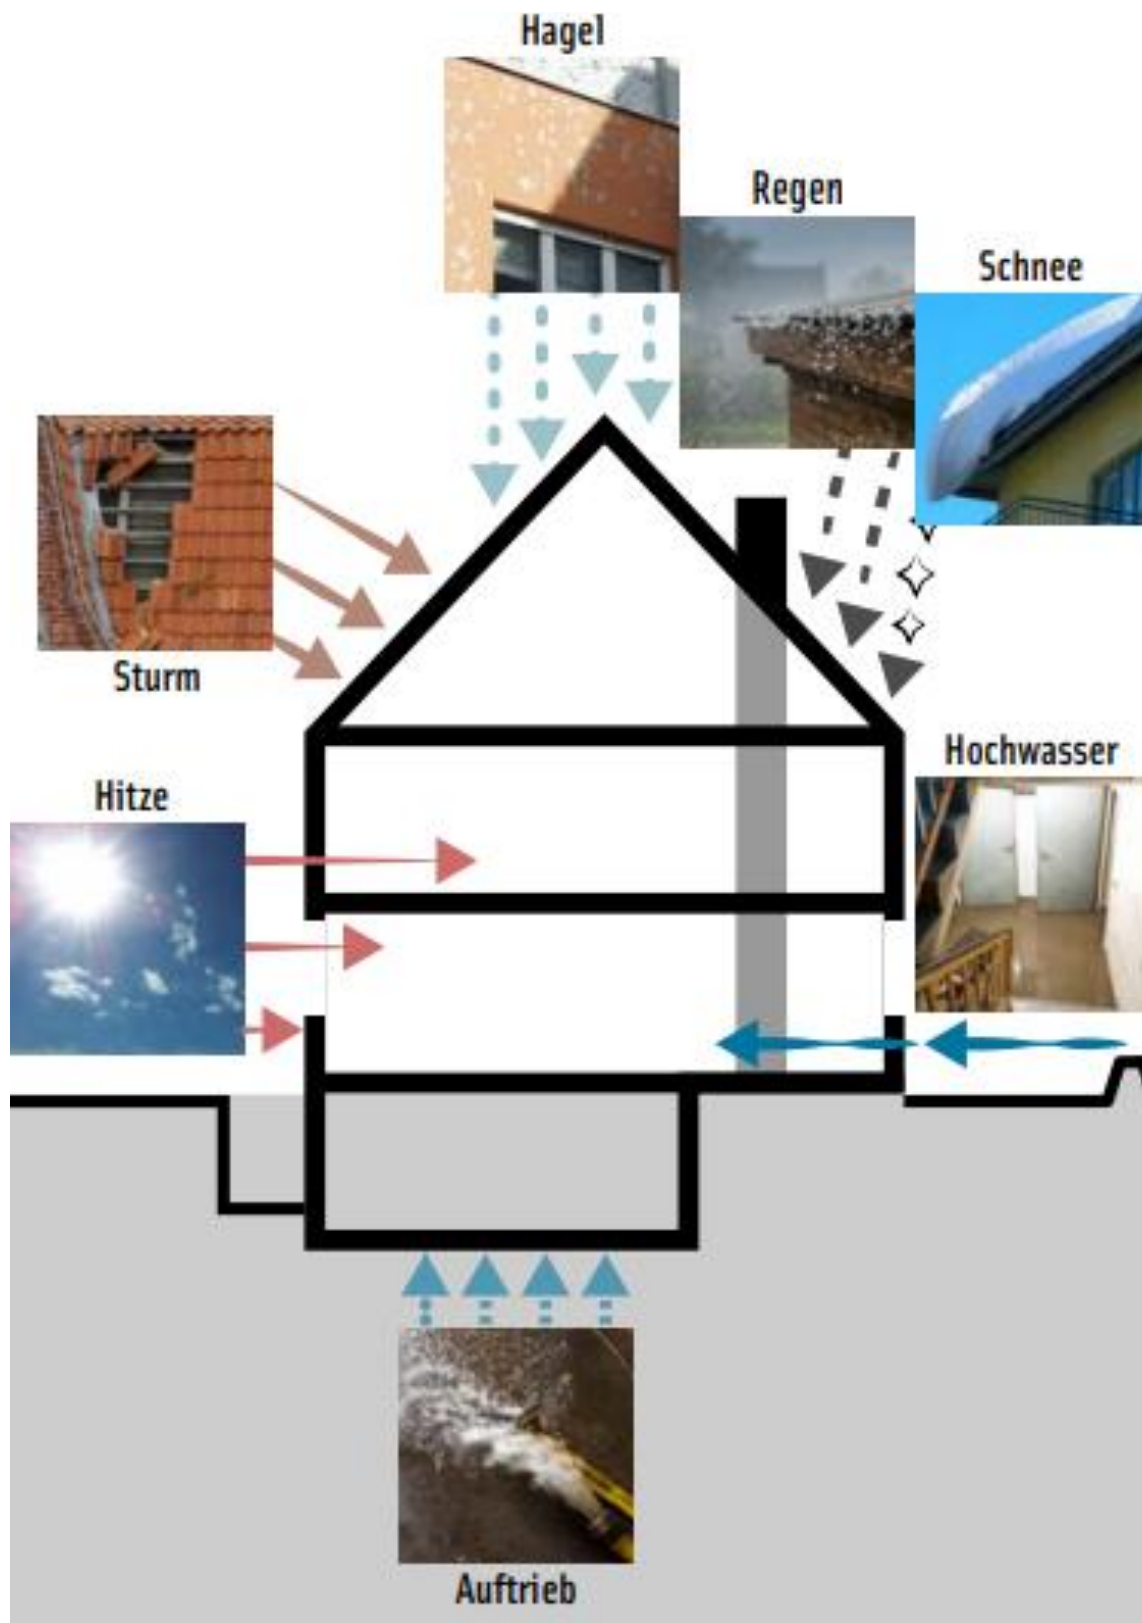 Hagel
Regen
Schnee
Sturm
Hochwasser
Hitze
Auftrieb